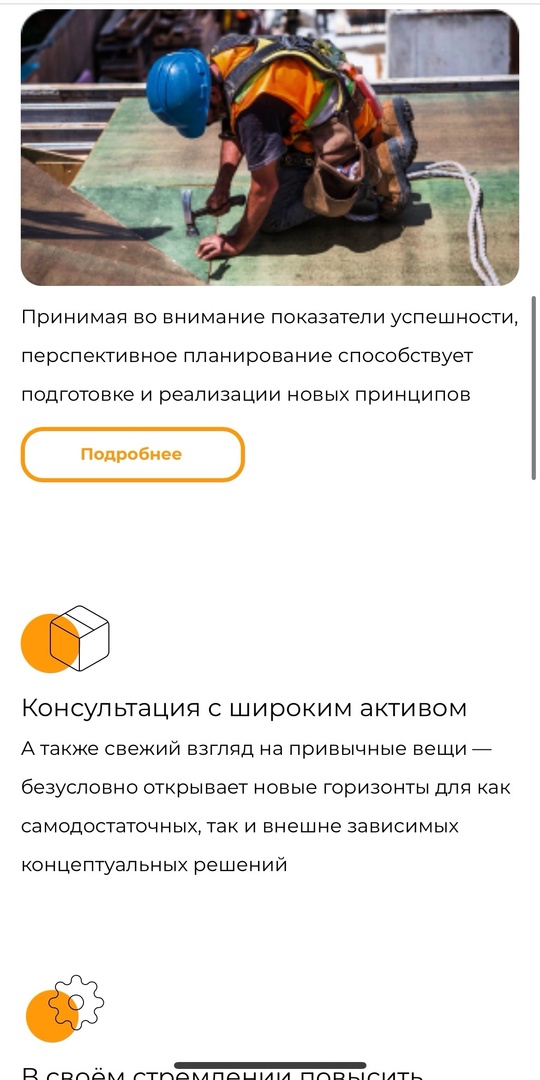 Принимая во внимание показатели успешности,
перспективное планирование способствует
подготовке и реализации новых принципов
Подробнее
Консультация с широким активом
А также свежий взгляд на привычные вещи —
безусловно открывает новые горизонты для как
самодостаточных, так и внешне зависимых
концептуальных решений
В своём стремлении повысить